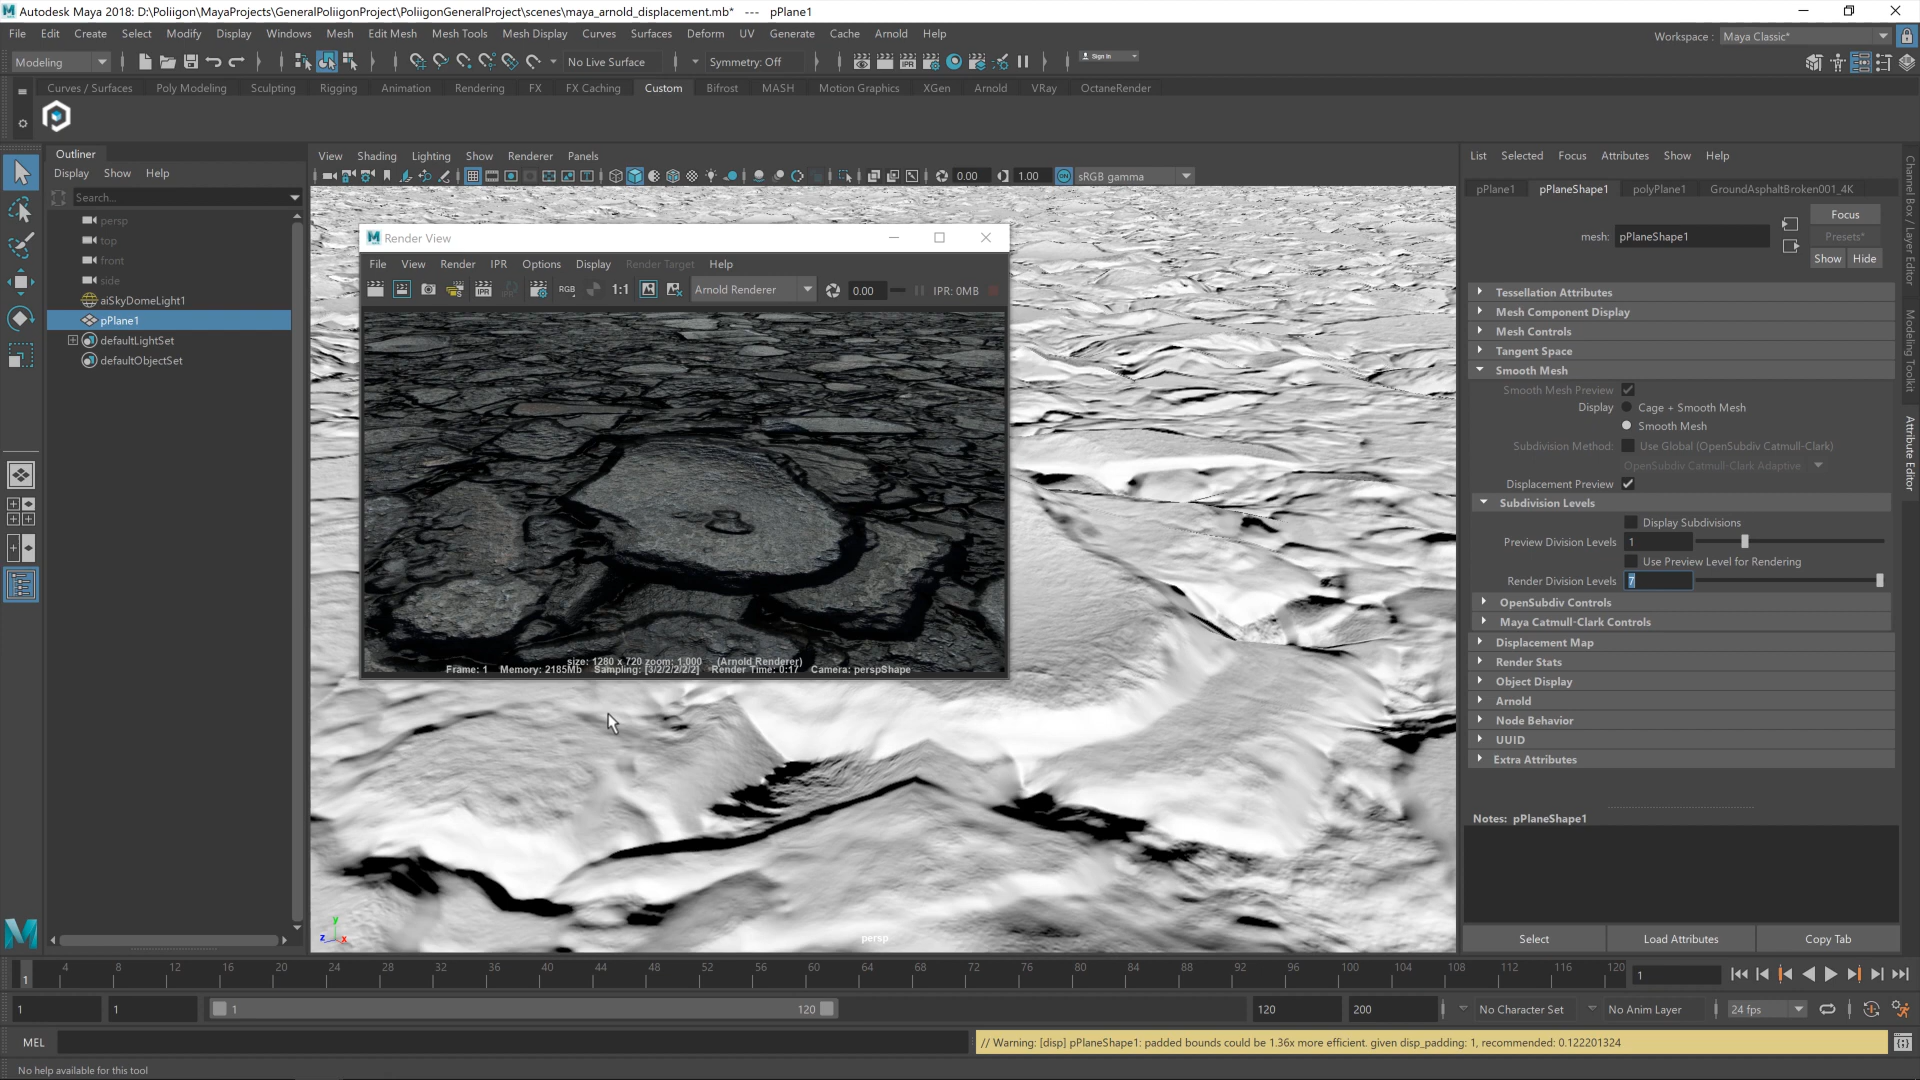 Autodesk Maya 2018: D:\Poliigon\MayaProjects\GeneralPoliigonProject\PoliigonGeneralProject\scenes\maya_arnold_displacement.mb* --- pPlane1
File Edit Create Select Modify Display Windows Mesh Edit Mesh Mesh Tools Mesh Display Curves Surfaces Deform UV Generate Cache Arnold Help
Workspace : Maya Classic*
Modeling No Live Surface Symmetry: Off Sign In
Curves / Surfaces Poly Modeling Sculpting Rigging Animation Rendering FX FX Caching Custom Bifrost MASH Motion Graphics XGen Arnold VRay OctaneRender
Outliner
Display Show Help
Search...
persp
top
front
side
aiSkyDomeLight1
pPlane1
defaultLightSet
defaultObjectSet
View Shading Lighting Show Renderer Panels
0.00 1.00 ON sRGB gamma
Render View
File View Render IPR Options Display Render Target Help
IPR RGB 1:1 Arnold Renderer 0.00 IPR: 0MB
size: 1280 x 720 zoom: 1.000 (Arnold Renderer)
Frame: 1 Memory: 2185Mb Sampling: [3/2/2/2/2/2] Render Time: 0:17 Camera: perspShape
y
z x
persp
List Selected Focus Attributes Show Help
pPlane1 pPlaneShape1 polyPlane1 GroundAsphaltBroken001_4K
Focus
mesh: pPlaneShape1
Presets*
Show Hide
Tessellation Attributes
Mesh Component Display
Mesh Controls
Tangent Space
Smooth Mesh
Smooth Mesh Preview
Display Cage + Smooth Mesh
Smooth Mesh
Subdivision Method: Use Global (OpenSubdiv Catmull-Clark)
OpenSubdiv Catmull-Clark Adaptive
Displacement Preview
Subdivision Levels
Display Subdivisions
Preview Division Levels 1
Use Preview Level for Rendering
Render Division Levels 7
OpenSubdiv Controls
Maya Catmull-Clark Controls
Displacement Map
Render Stats
Object Display
Arnold
Node Behavior
UUID
Extra Attributes
Notes: pPlaneShape1
Select Load Attributes Copy Tab
Channel Box / Layer Editor
Modeling Toolkit
Attribute Editor
1 4 8 12 16 20 24 28 32 36 40 44 48 52 56 60 64 68 72 76 80 84 88 92 96 100 104 108 112 116 120 1
1 1 1 120 120 200 No Character Set No Anim Layer 24 fps
MEL // Warning: [disp] pPlaneShape1: padded bounds could be 1.36x more efficient. given disp_padding: 1, recommended: 0.122201324
No help available for this tool